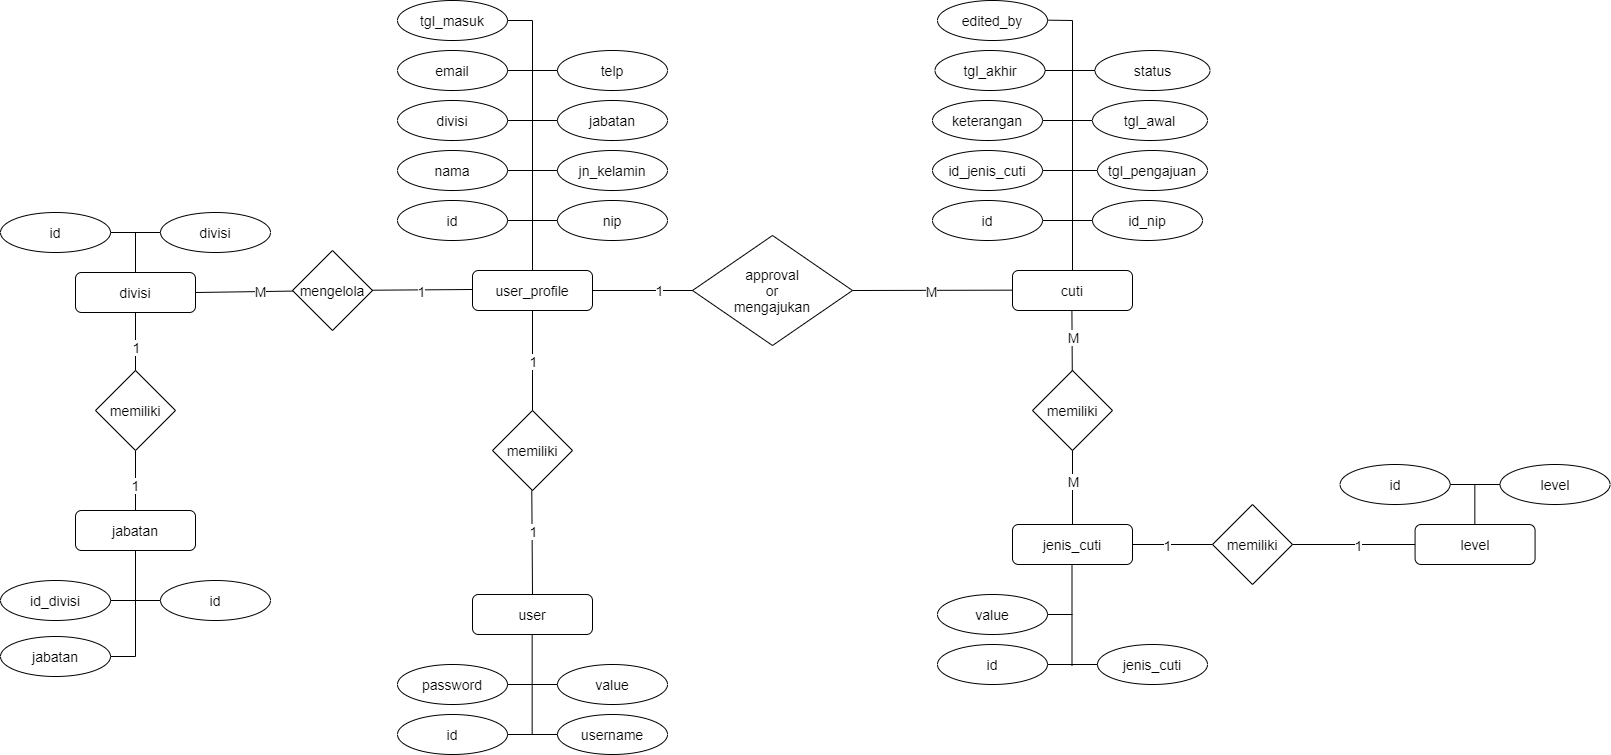 tgl_masuk
edited_by
email
telp
tgl_akhir
status
divisi
jabatan
keterangan
tgl_awal
nama
jn_kelamin
id_jenis_cuti
tgl_pengajuan
id
nip
id
id_nip
id
divisi
divisi
M
mengelola
1
user_profile
1
approval
or
mengajukan
M
cuti
1
1
M
memiliki
memiliki
memiliki
1
1
M
jabatan
1
id
level
jenis_cuti
1
memiliki
1
level
id_divisi
id
user
value
jabatan
id
jenis_cuti
password
value
id
username